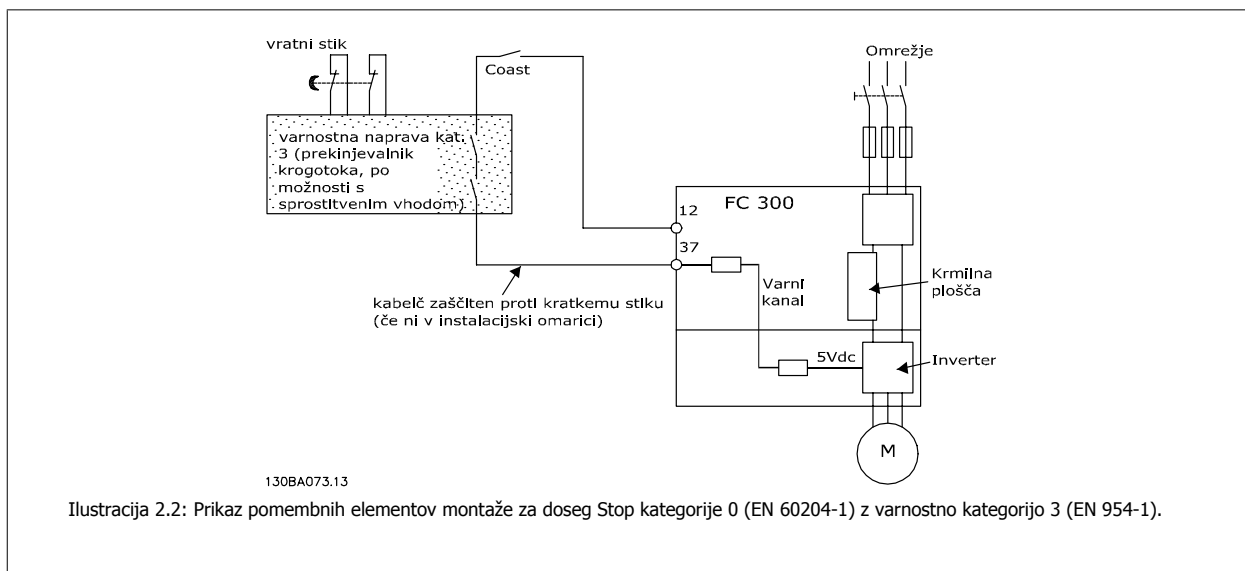 vratni stik
Coast
Omrežje
varnostna naprava kat.
3 (prekinjevalnik
krogotoka, po
možnosti s
sprostitvenim vhodom)
FC 300
12
37
Varni
kanal
Krmilna
plošča
kabelč zaščiten proti kratkemu stiku
(če ni v instalacijski omarici)
5Vdc
Inverter
M
130BA073.13
Ilustracija 2.2: Prikaz pomembnih elementov montaže za doseg Stop kategorije 0 (EN 60204-1) z varnostno kategorijo 3 (EN 954-1).